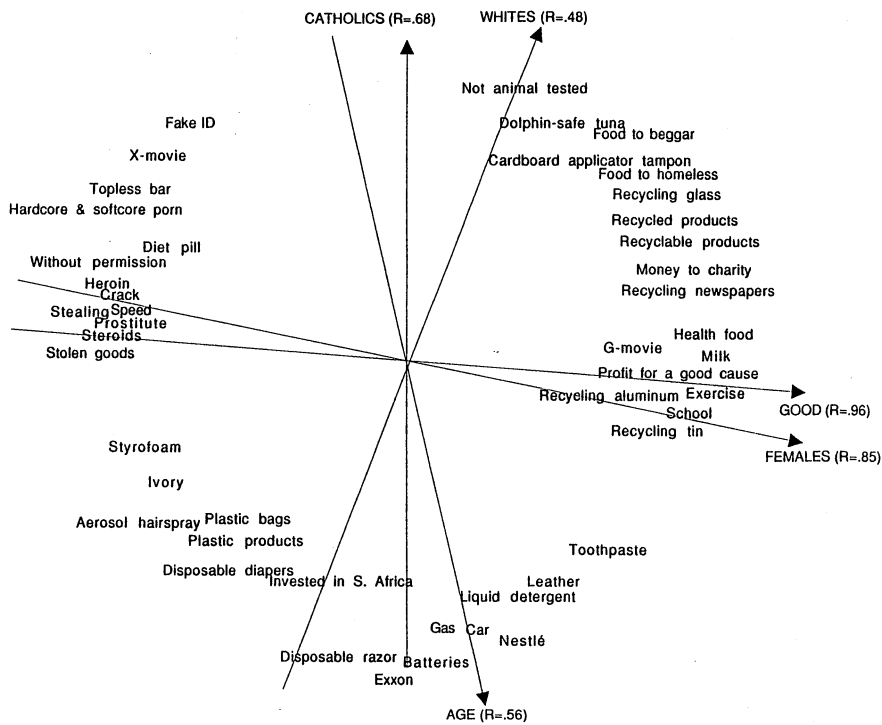 CATHOLICS (R=.68)
WHITES (R=.48)
Not animal tested
Fake ID
Dolphin-safe tuna
Food to beggar
X-movie
Cardboard applicator tampon
Food to homeless
Topless bar
Recycling glass
Hardcore & softcore porn
Recycled products
Diet pill
Recyclable products
Without permission
Money to charity
Heroin
Recycling newspapers
Crack
Stealing
Speed
Prostitute
Steroids
Health food
Stolen goods
G-movie
Milk
Profit for a good cause
Recycling aluminum
Exercise
School
GOOD (R=.96)
Recycling tin
Styrofoam
FEMALES (R=.85)
Ivory
Aerosol hairspray
Plastic bags
Plastic products
Toothpaste
Disposable diapers
Invested in S. Africa
Leather
Liquid detergent
Gas
Car
Nestlé
Disposable razor
Batteries
Exxon
AGE (R=.56)